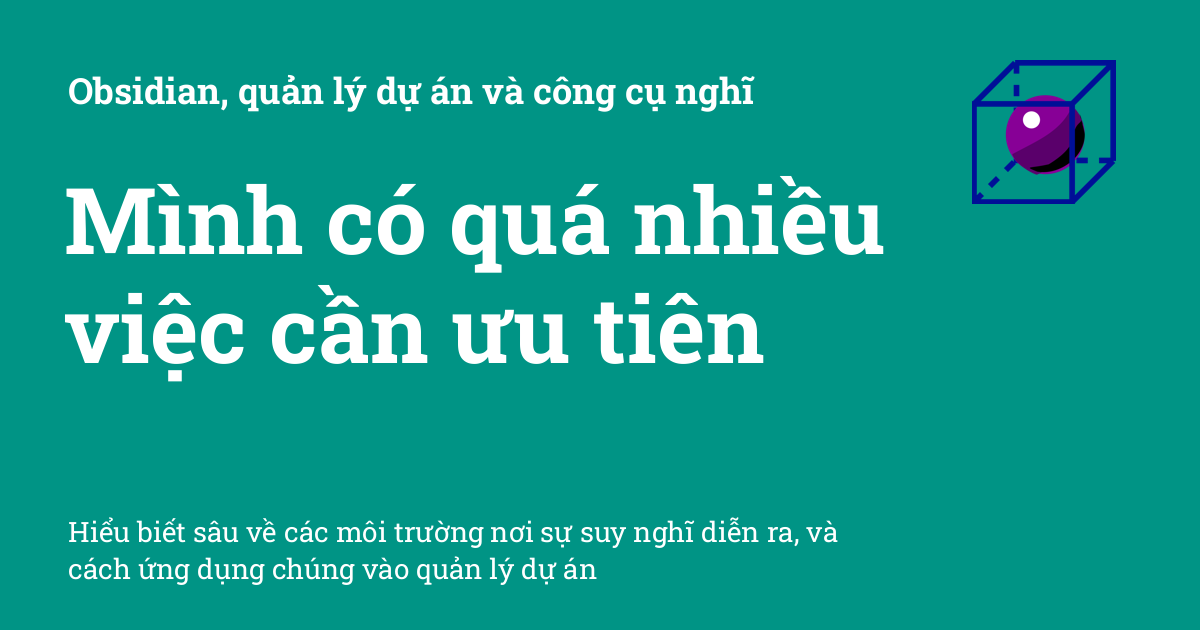 Obsidian, quản lý dự án và công cụ nghĩ
Mình có quá nhiều
việc cần ưu tiên
Hiểu biết sâu về các môi trường nơi sự suy nghĩ diễn ra, và
cách ứng dụng chúng vào quản lý dự án